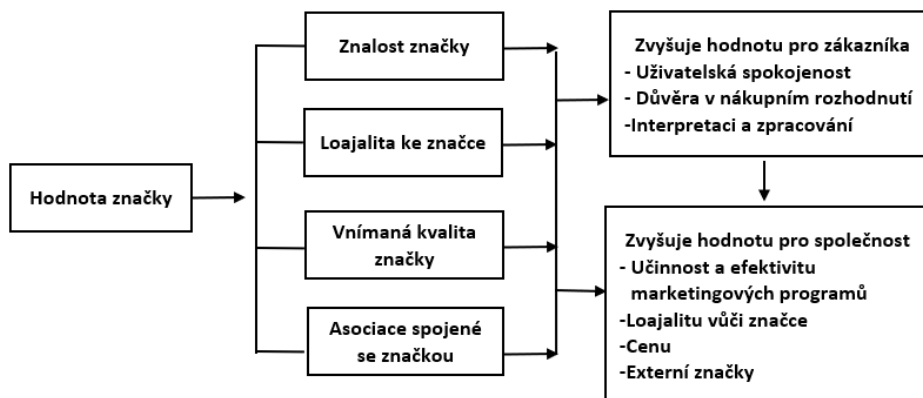 Hodnota značky
Znalost značky
Loajalita ke značce
Vnímaná kvalita
značky
Asociace spojené
se značkou
Zvyšuje hodnotu pro zákazníka
- Uživatelská spokojenost
- Důvěra v nákupním rozhodnutí
-Interpretaci a zpracování
Zvyšuje hodnotu pro společnost
- Učinnost a efektivitu
marketingových programů
-Loajalitu vůči značce
-Cenu
-Externí značky